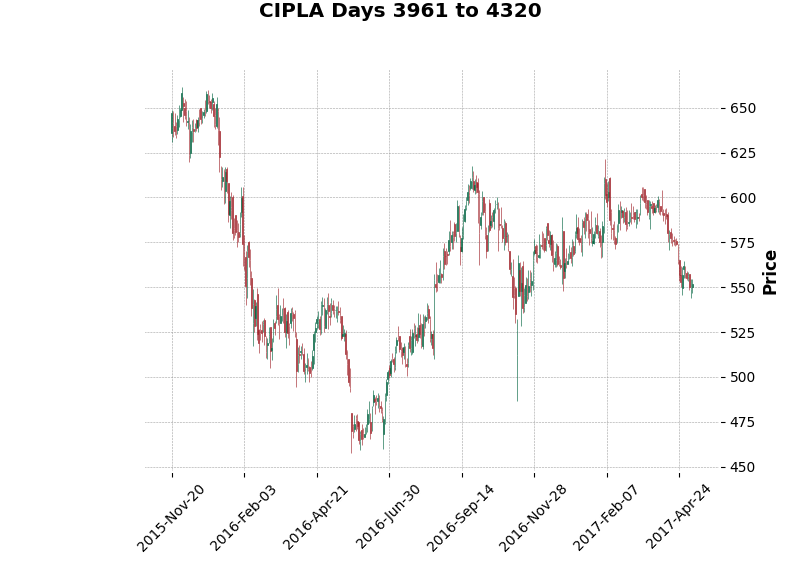 CIPLA Days 3961 to 4320
650
625
600
575
550
525
500
475
450
Price
2015-Nov-20
2016-Feb-03
2016-Apr-21
2016-Jun-30
2016-Sep-14
2016-Nov-28
2017-Feb-07
2017-Apr-24